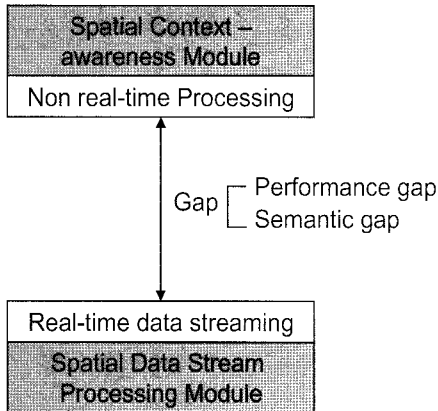 Spatial Context –
awareness Module
Non real-time Processing
Gap
Performance gap
Semantic gap
Real-time data streaming
Spatial Data Stream
Processing Module